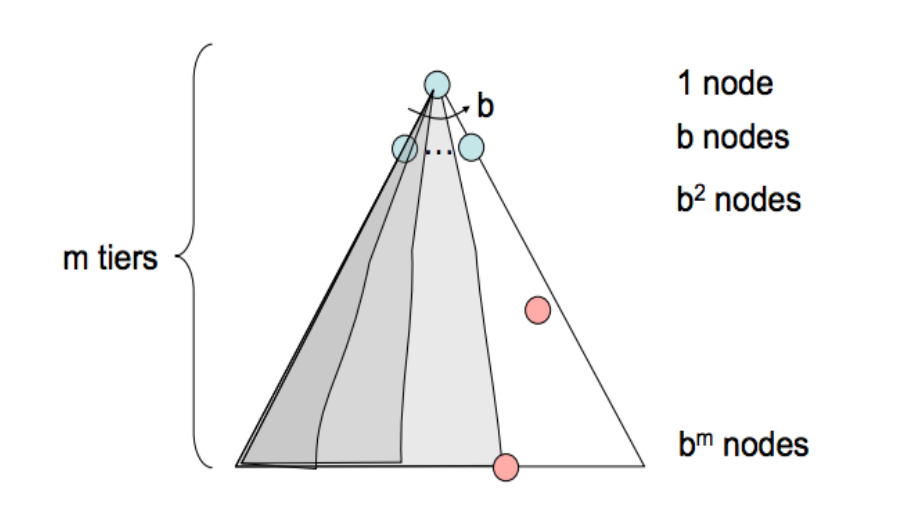 1 node
b
b nodes
...
b² nodes
m tiers
bᵐ nodes